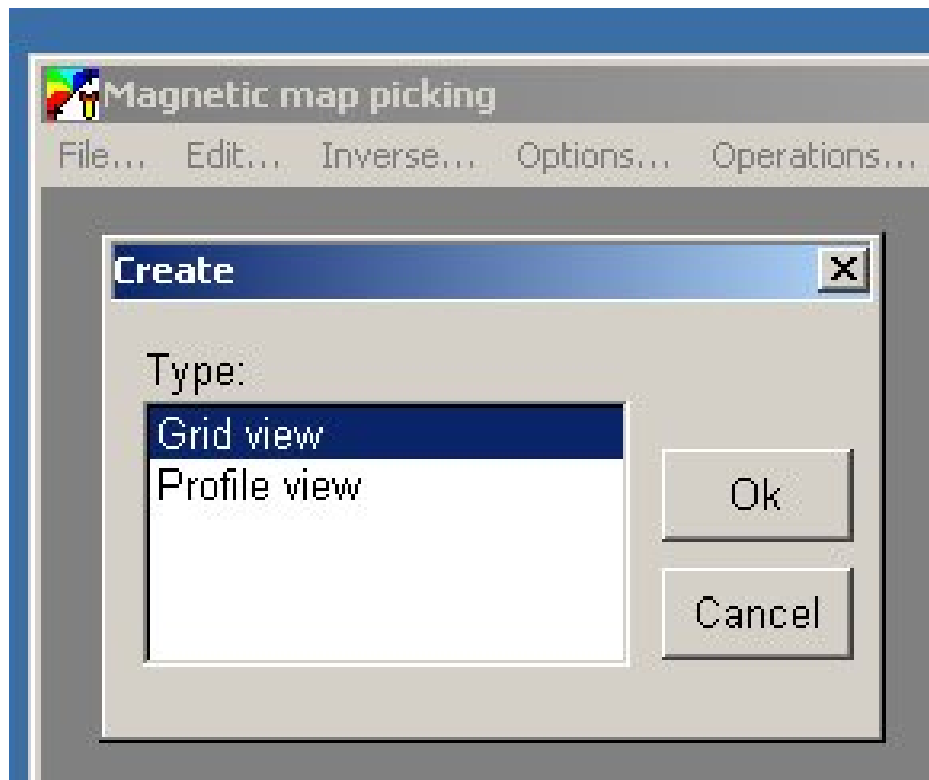 Magnetic map picking
File... Edit... Inverse... Options... Operations...
Create
Type:
Grid view
Profile view
Ok
Cancel